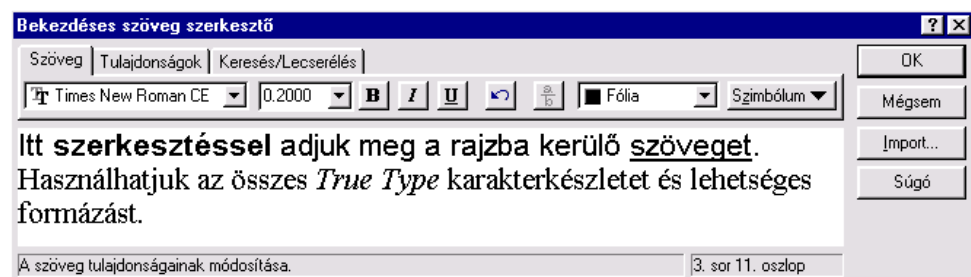 Bekezdéses szöveg szerkesztő
Szöveg Tulajdonságok Keresés/Lecserélés
OK
Times New Roman CE 0.2000 B I U a/b Fólia Szimbólum
Mégsem
Itt szerkesztéssel adjuk meg a rajzba kerülő szöveget.
Import...
Használhatjuk az összes True Type karakterkészletet és lehetséges
Súgó
formázást.
A szöveg tulajdonságainak módosítása. 3. sor 11. oszlop